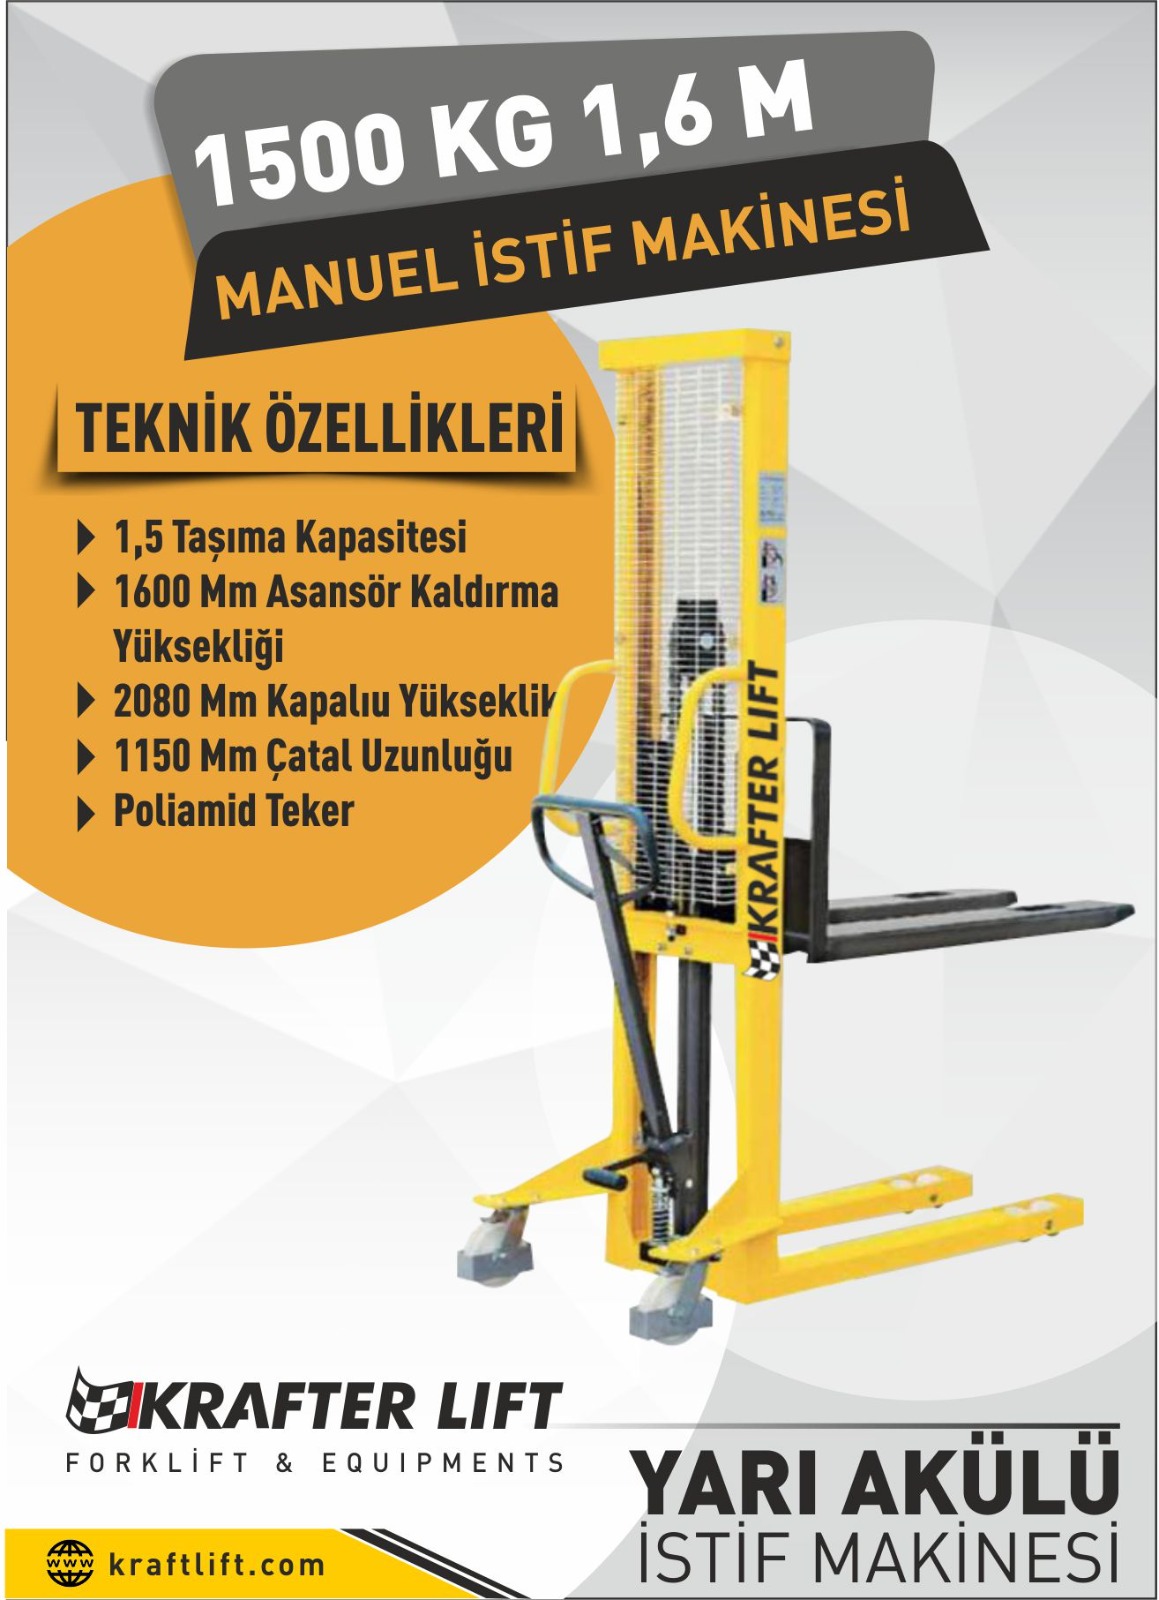 1500 KG 1,6 M
MANUEL İSTİF MAKİNESİ
TEKNİK ÖZELLİKLERİ
1,5 Taşıma Kapasitesi
1600 Mm Asansör Kaldırma
Yüksekliği
2080 Mm Kapalıu Yükseklik
1150 Mm Çatal Uzunluğu
Poliamid Teker
KRAFTER LIFT
KRAFTER LIFT
FORKLİFT & EQUIPMENTS
YARI AKÜLÜ
İSTİF MAKİNESİ
www kraftlift.com